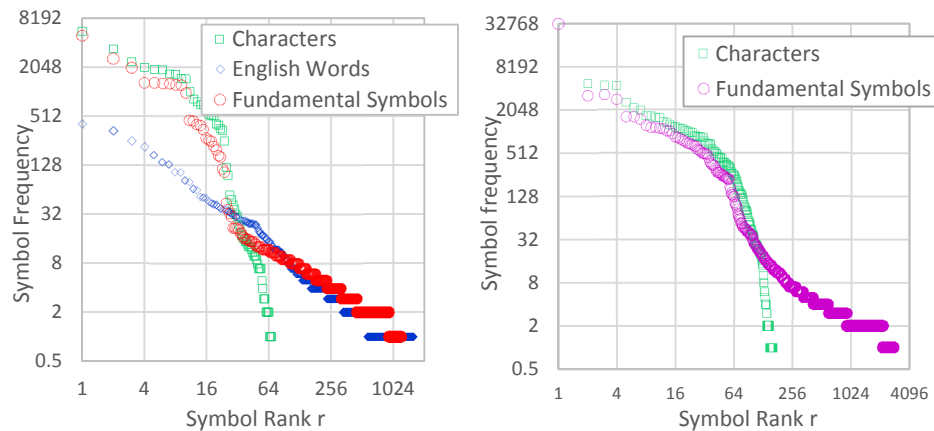 8192
2048
512
128
32
8
2
0.5
Symbol Frequency
Characters
English Words
Fundamental Symbols
1 4 16 64 256 1024
Symbol Rank r
32768
8192
2048
512
128
32
8
2
0.5
Symbol frequency
Characters
Fundamental Symbols
1 4 16 64 256 1024 4096
Symbol Rank r